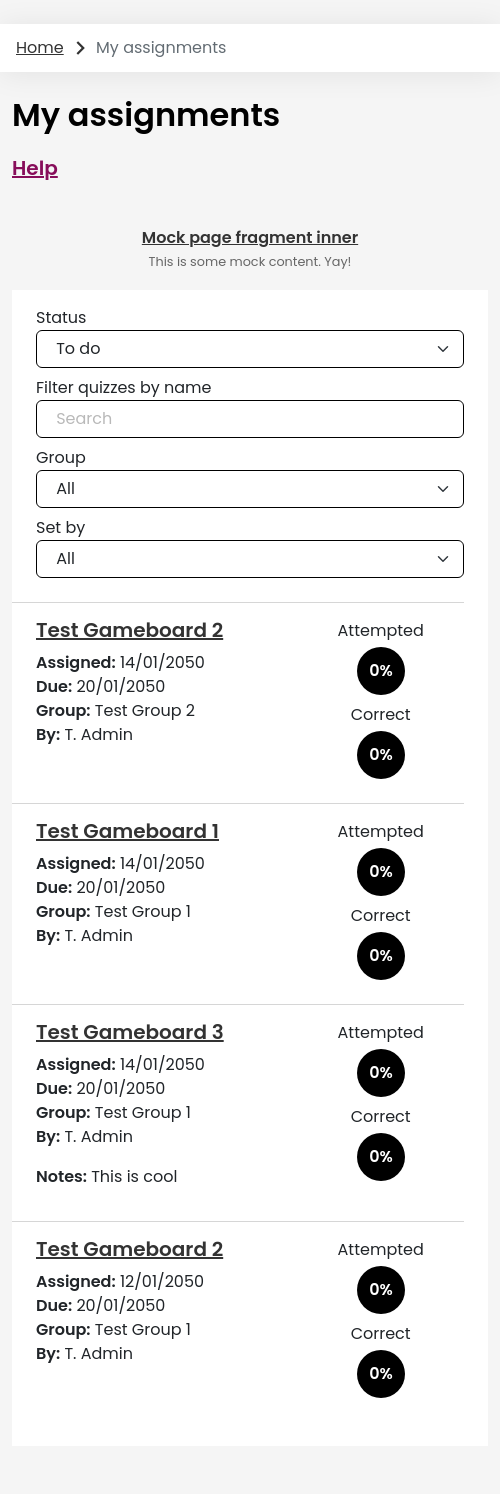 Home > My assignments
My assignments
Help
Mock page fragment inner
This is some mock content. Yay!
Status
To do
Filter quizzes by name
Search
Group
All
Set by
All
Test Gameboard 2
Assigned: 14/01/2050
Due: 20/01/2050
Group: Test Group 2
By: T. Admin
Attempted
0%
Correct
0%
Test Gameboard 1
Assigned: 14/01/2050
Due: 20/01/2050
Group: Test Group 1
By: T. Admin
Attempted
0%
Correct
0%
Test Gameboard 3
Assigned: 14/01/2050
Due: 20/01/2050
Group: Test Group 1
By: T. Admin
Notes: This is cool
Attempted
0%
Correct
0%
Test Gameboard 2
Assigned: 12/01/2050
Due: 20/01/2050
Group: Test Group 1
By: T. Admin
Attempted
0%
Correct
0%